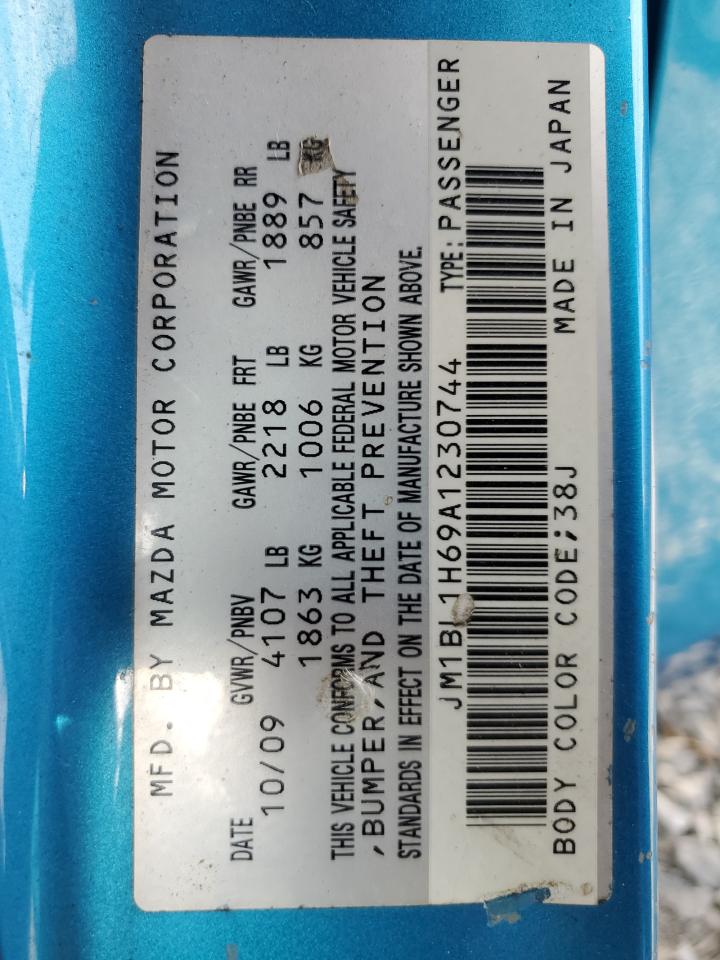 MFD. BY MAZDA MOTOR CORPORATION
DATE GVWR/PNBV GAWR/PNBE FRT GAWR/PNBE RR
10/09 4107 LB 2218 LB 1889 LB
1863 KG 1006 KG 857 KG
THIS VEHICLE CONFORMS TO ALL APPLICABLE FEDERAL MOTOR VEHICLE SAFETY
,BUMPER,AND THEFT PREVENTION
STANDARDS IN EFFECT ON THE DATE OF MANUFACTURE SHOWN ABOVE.
JM1BL1H69A1230744 TYPE: PASSENGER
BODY COLOR CODE;38J MADE IN JAPAN